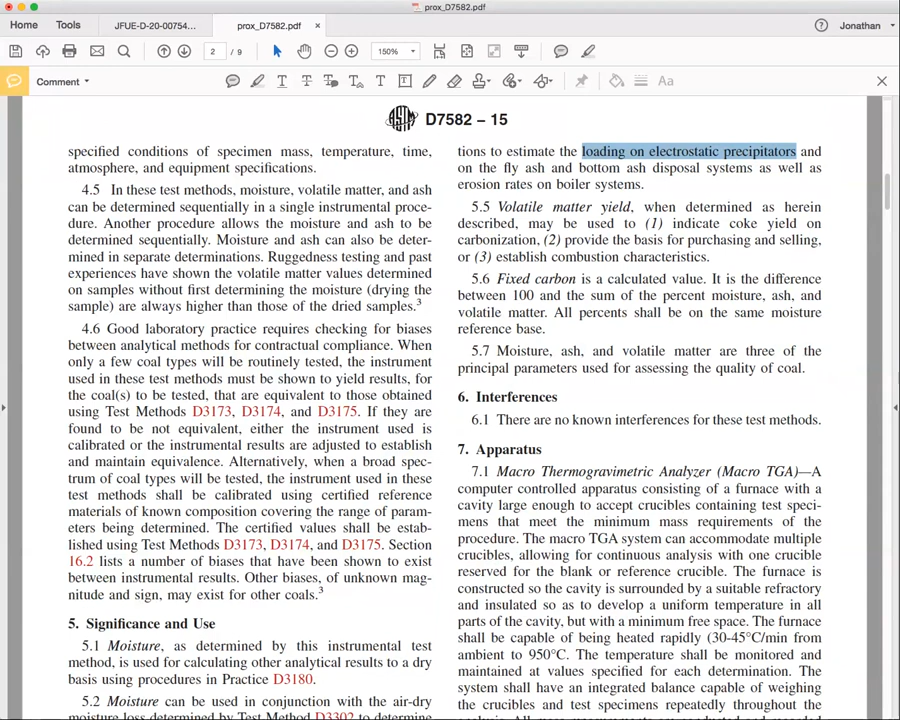 prox_D7582.pdf
Home
Tools
JFUE-D-20-00754...
prox_D7582.pdf
×
Jonathan
2 / 9
150%
Comment
ASTM
D7582 – 15
specified conditions of specimen mass, temperature, time,
atmosphere, and equipment specifications.
4.5 In these test methods, moisture, volatile matter, and ash
can be determined sequentially in a single instrumental proce-
dure. Another procedure allows the moisture and ash to be
determined sequentially. Moisture and ash can also be deter-
mined in separate determinations. Ruggedness testing and past
experiences have shown the volatile matter values determined
on samples without first determining the moisture (drying the
sample) are always higher than those of the dried samples.3
4.6 Good laboratory practice requires checking for biases
between analytical methods for contractual compliance. When
only a few coal types will be routinely tested, the instrument
used in these test methods must be shown to yield results, for
the coal(s) to be tested, that are equivalent to those obtained
using Test Methods D3173, D3174, and D3175. If they are
found to be not equivalent, either the instrument used is
calibrated or the instrumental results are adjusted to establish
and maintain equivalence. Alternatively, when a broad spec-
trum of coal types will be tested, the instrument used in these
test methods shall be calibrated using certified reference
materials of known composition covering the range of param-
eters being determined. The certified values shall be estab-
lished using Test Methods D3173, D3174, and D3175. Section
16.2 lists a number of biases that have been shown to exist
between instrumental results. Other biases, of unknown mag-
nitude and sign, may exist for other coals.3
5. Significance and Use
5.1 Moisture, as determined by this instrumental test
method, is used for calculating other analytical results to a dry
basis using procedures in Practice D3180.
5.2 Moisture can be used in conjunction with the air-dry
moisture loss determined by Test Method D3302 to determine
tions to estimate the loading on electrostatic precipitators and
on the fly ash and bottom ash disposal systems as well as
erosion rates on boiler systems.
5.5 Volatile matter yield, when determined as herein
described, may be used to (1) indicate coke yield on
carbonization, (2) provide the basis for purchasing and selling,
or (3) establish combustion characteristics.
5.6 Fixed carbon is a calculated value. It is the difference
between 100 and the sum of the percent moisture, ash, and
volatile matter. All percents shall be on the same moisture
reference base.
5.7 Moisture, ash, and volatile matter are three of the
principal parameters used for assessing the quality of coal.
6. Interferences
6.1 There are no known interferences for these test methods.
7. Apparatus
7.1 Macro Thermogravimetric Analyzer (Macro TGA)—A
computer controlled apparatus consisting of a furnace with a
cavity large enough to accept crucibles containing test speci-
mens that meet the minimum mass requirements of the
procedure. The macro TGA system can accommodate multiple
crucibles, allowing for continuous analysis with one crucible
reserved for the blank or reference crucible. The furnace is
constructed so the cavity is surrounded by a suitable refractory
and insulated so as to develop a uniform temperature in all
parts of the cavity, but with a minimum free space. The furnace
shall be capable of being heated rapidly (30-45°C/min from
ambient to 950°C. The temperature shall be monitored and
maintained at values specified for each determination. The
system shall have an integrated balance capable of weighing
the crucibles and test specimens repeatedly throughout the